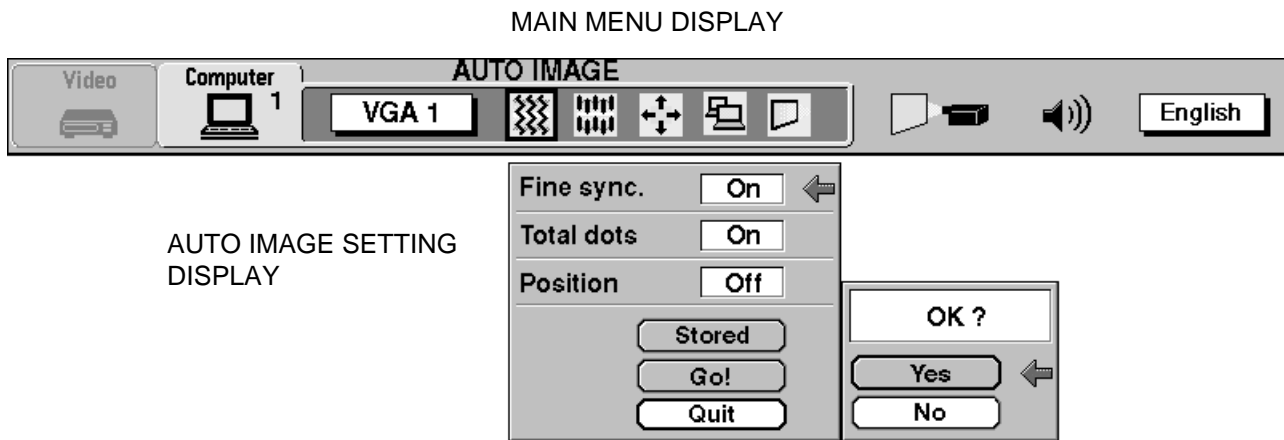 MAIN MENU DISPLAY
AUTO IMAGE
Video
Computer
1
VGA 1
English
AUTO IMAGE SETTING
DISPLAY
Fine sync. On
Total dots On
Position Off
Stored
Go!
Quit
OK ?
Yes
No